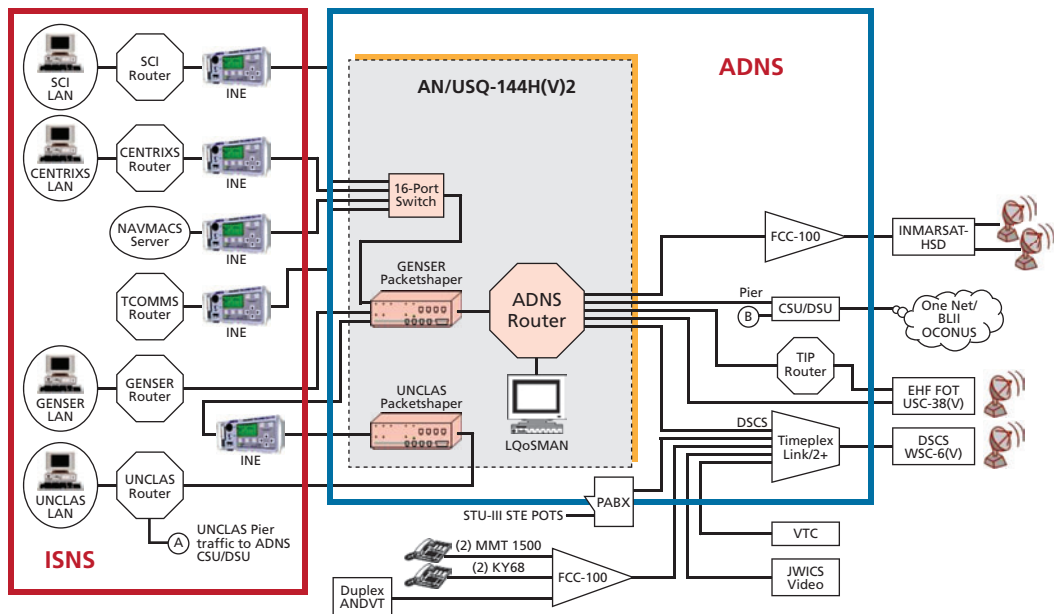 SCI
LAN
SCI
Router
INE
CENTRIXS
LAN
CENTRIXS
Router
INE
NAVMACS
Server
INE
TCOMMS
Router
INE
GENSER
LAN
GENSER
Router
INE
UNCLAS
LAN
UNCLAS
Router
A
UNCLAS Pier
traffic to ADNS
CSU/DSU
ISNS
ADNS
AN/USQ-144H(V)2
16-Port
Switch
GENSER
Packetshaper
ADNS
Router
UNCLAS
Packetshaper
LQoSMAN
FCC-100
INMARSAT-
HSD
Pier
B
CSU/DSU
One Net/
BLII
OCONUS
TIP
Router
EHF FOT
USC-38(V)
DSCS
Timeplex
Link/2+
DSCS
WSC-6(V)
PABX
STU-III STE POTS
(2) MMT 1500
(2) KY68
FCC-100
Duplex
ANDVT
VTC
JWICS
Video